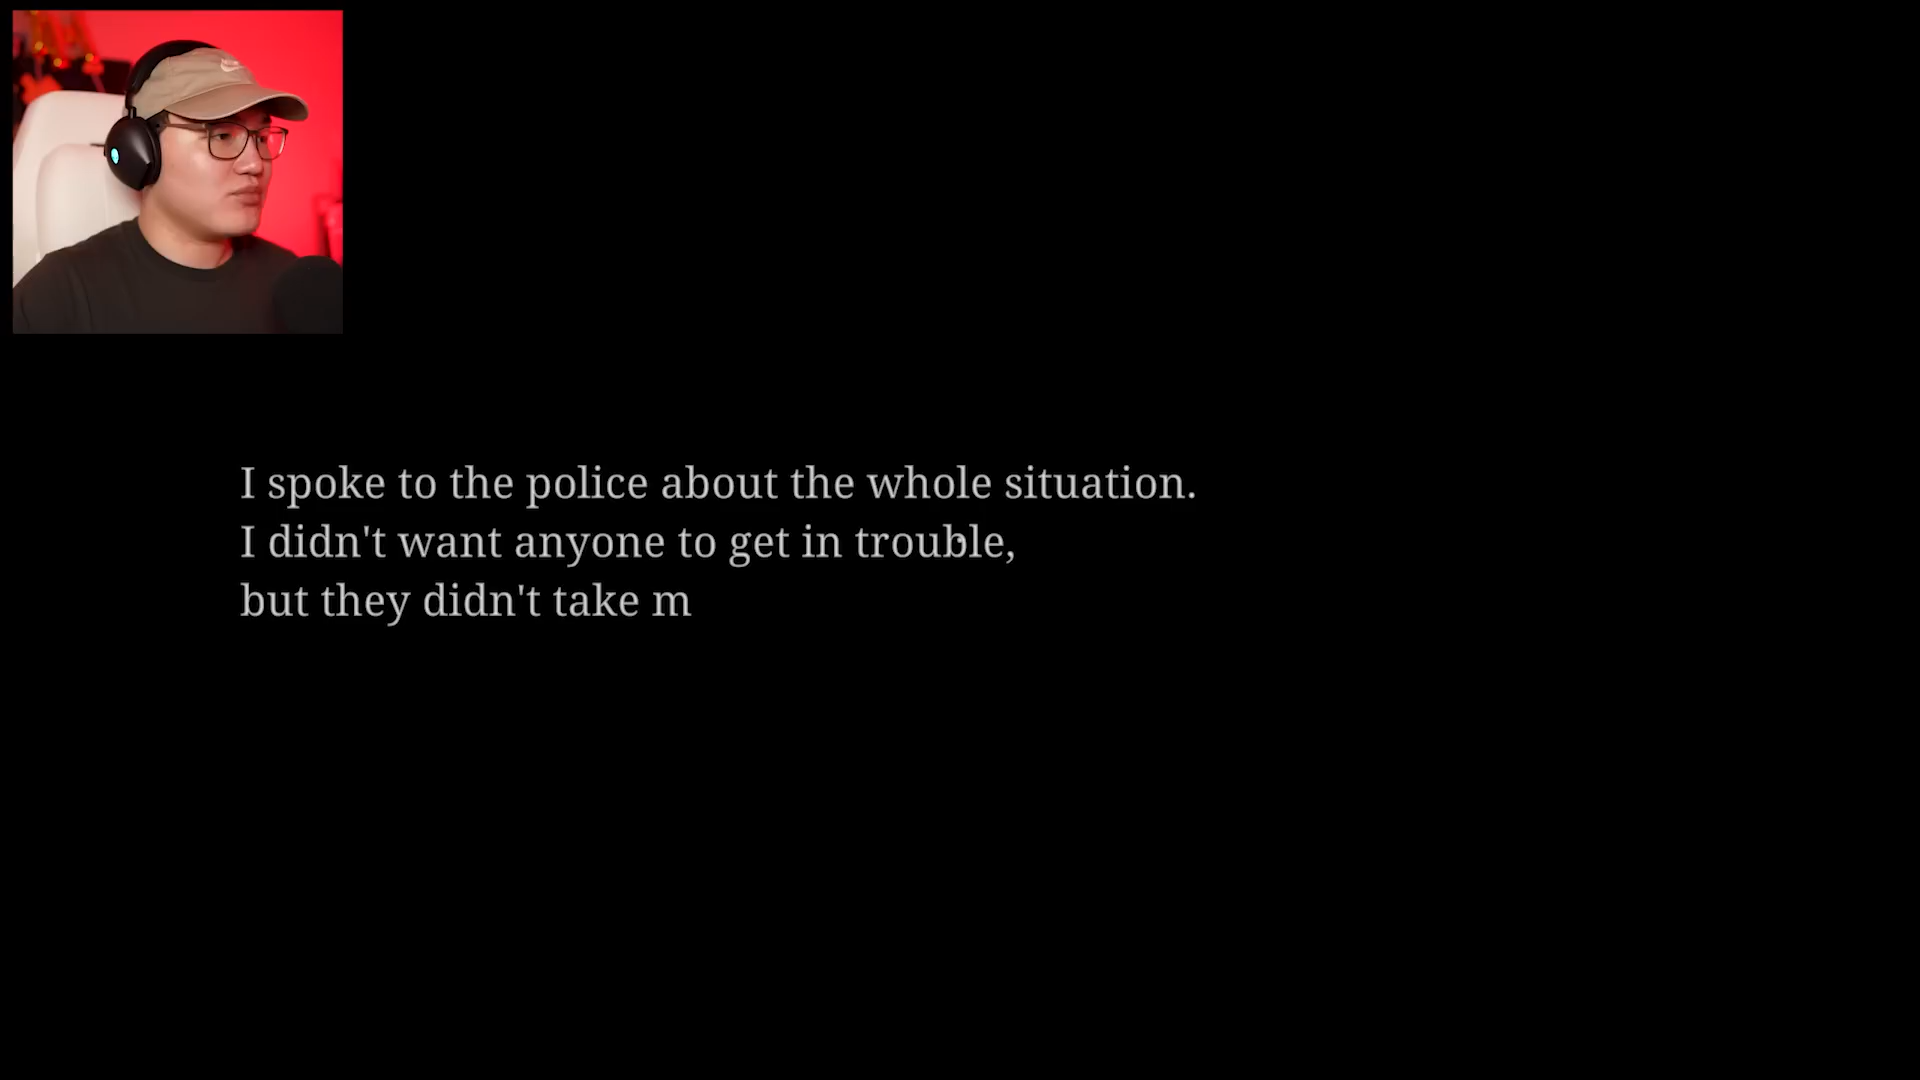 I spoke to the police about the whole situation.
I didn't want anyone to get in trouble,
but they didn't take m